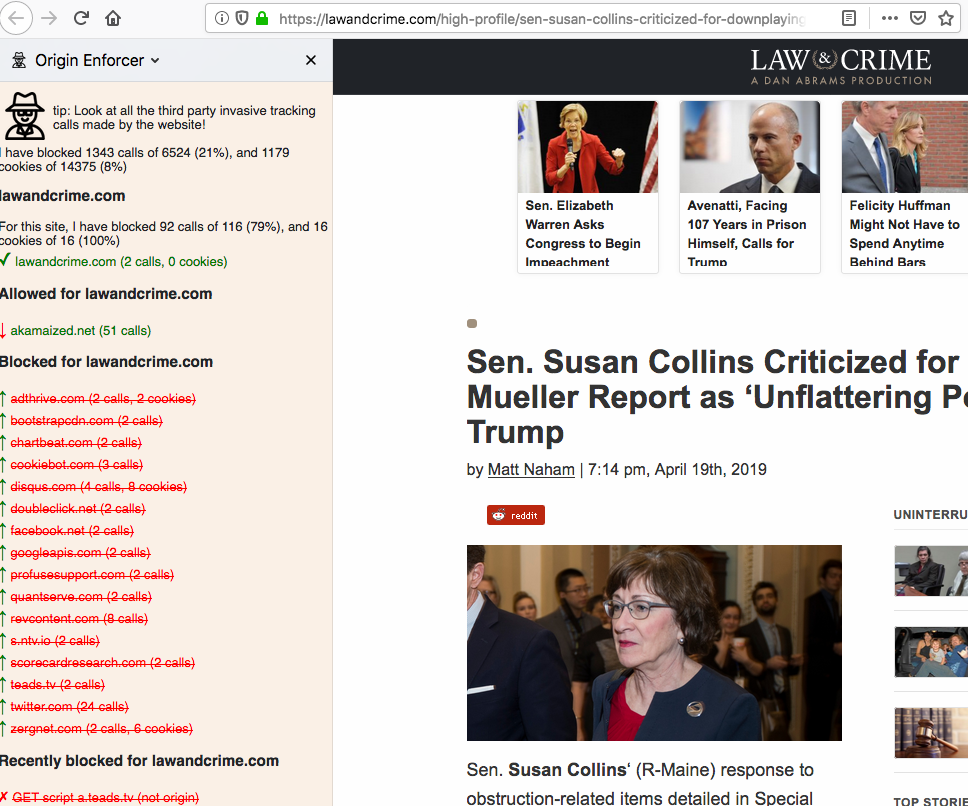 https://lawandcrime.com/high-profile/sen-susan-collins-criticized-for-downplaying
Origin Enforcer
tip: Look at all the third party invasive tracking
calls made by the website!
I have blocked 1343 calls of 6524 (21%), and 1179
cookies of 14375 (8%)
lawandcrime.com
For this site, I have blocked 92 calls of 116 (79%), and 16
cookies of 16 (100%)
✓ lawandcrime.com (2 calls, 0 cookies)
Allowed for lawandcrime.com
↓ akamaized.net (51 calls)
Blocked for lawandcrime.com
↑ adthrive.com (2 calls, 2 cookies)
↑ bootstrapcdn.com (2 calls)
↑ chartbeat.com (2 calls)
↑ cookiebot.com (3 calls)
↑ disqus.com (4 calls, 8 cookies)
↑ doubleclick.net (2 calls)
↑ facebook.net (2 calls)
↑ googleapis.com (2 calls)
↑ profusesupport.com (2 calls)
↑ quantserve.com (2 calls)
↑ revcontent.com (8 calls)
↑ s.ntv.io (2 calls)
↑ scorecardresearch.com (2 calls)
↑ teads.tv (2 calls)
↑ twitter.com (24 calls)
↑ zergnet.com (2 calls, 6 cookies)
Recently blocked for lawandcrime.com
✗ GET script a.teads.tv (not origin)
LAW & CRIME
A DAN ABRAMS PRODUCTION
Sen. Elizabeth
Warren Asks
Congress to Begin
Impeachment
Avenatti, Facing
107 Years in Prison
Himself, Calls for
Trump
Felicity Huffman
Might Not Have to
Spend Anytime
Behind Bars
Sen. Susan Collins Criticized for
Mueller Report as ‘Unflattering Po
Trump
by Matt Naham | 7:14 pm, April 19th, 2019
reddit
Sen. Susan Collins‘ (R-Maine) response to
obstruction-related items detailed in Special
UNINTERRU
TOP STORIE